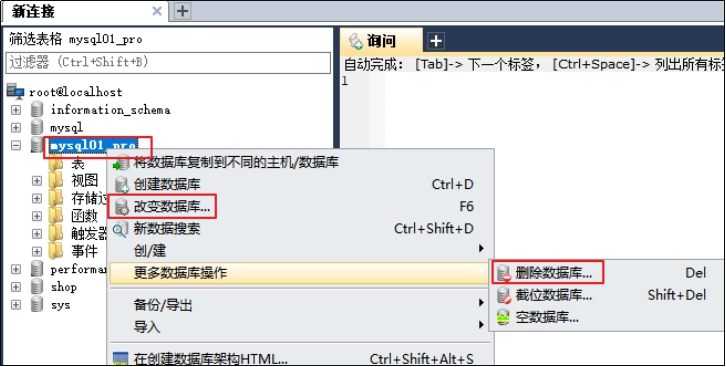 新连接
筛选表格 mysql01_pro
过滤器 (Ctrl+Shift+B)
root@localhost
information_schema
mysql
mysql01_pro
表
视图
存储过
函数
触发器
事件
performa
shop
sys
询问
自动完成: [Tab]-> 下一个标签, [Ctrl+Space]-> 列出所有标
1
将数据库复制到不同的主机/数据库
创建数据库 Ctrl+D
改变数据库... F6
新数据搜索 Ctrl+Shift+D
创/建
更多数据库操作
备份/导出
导入
在创建数据库架构HTML... Ctrl+Shift+Alt+S
删除数据库... Del
截位数据库... Shift+Del
空数据库...